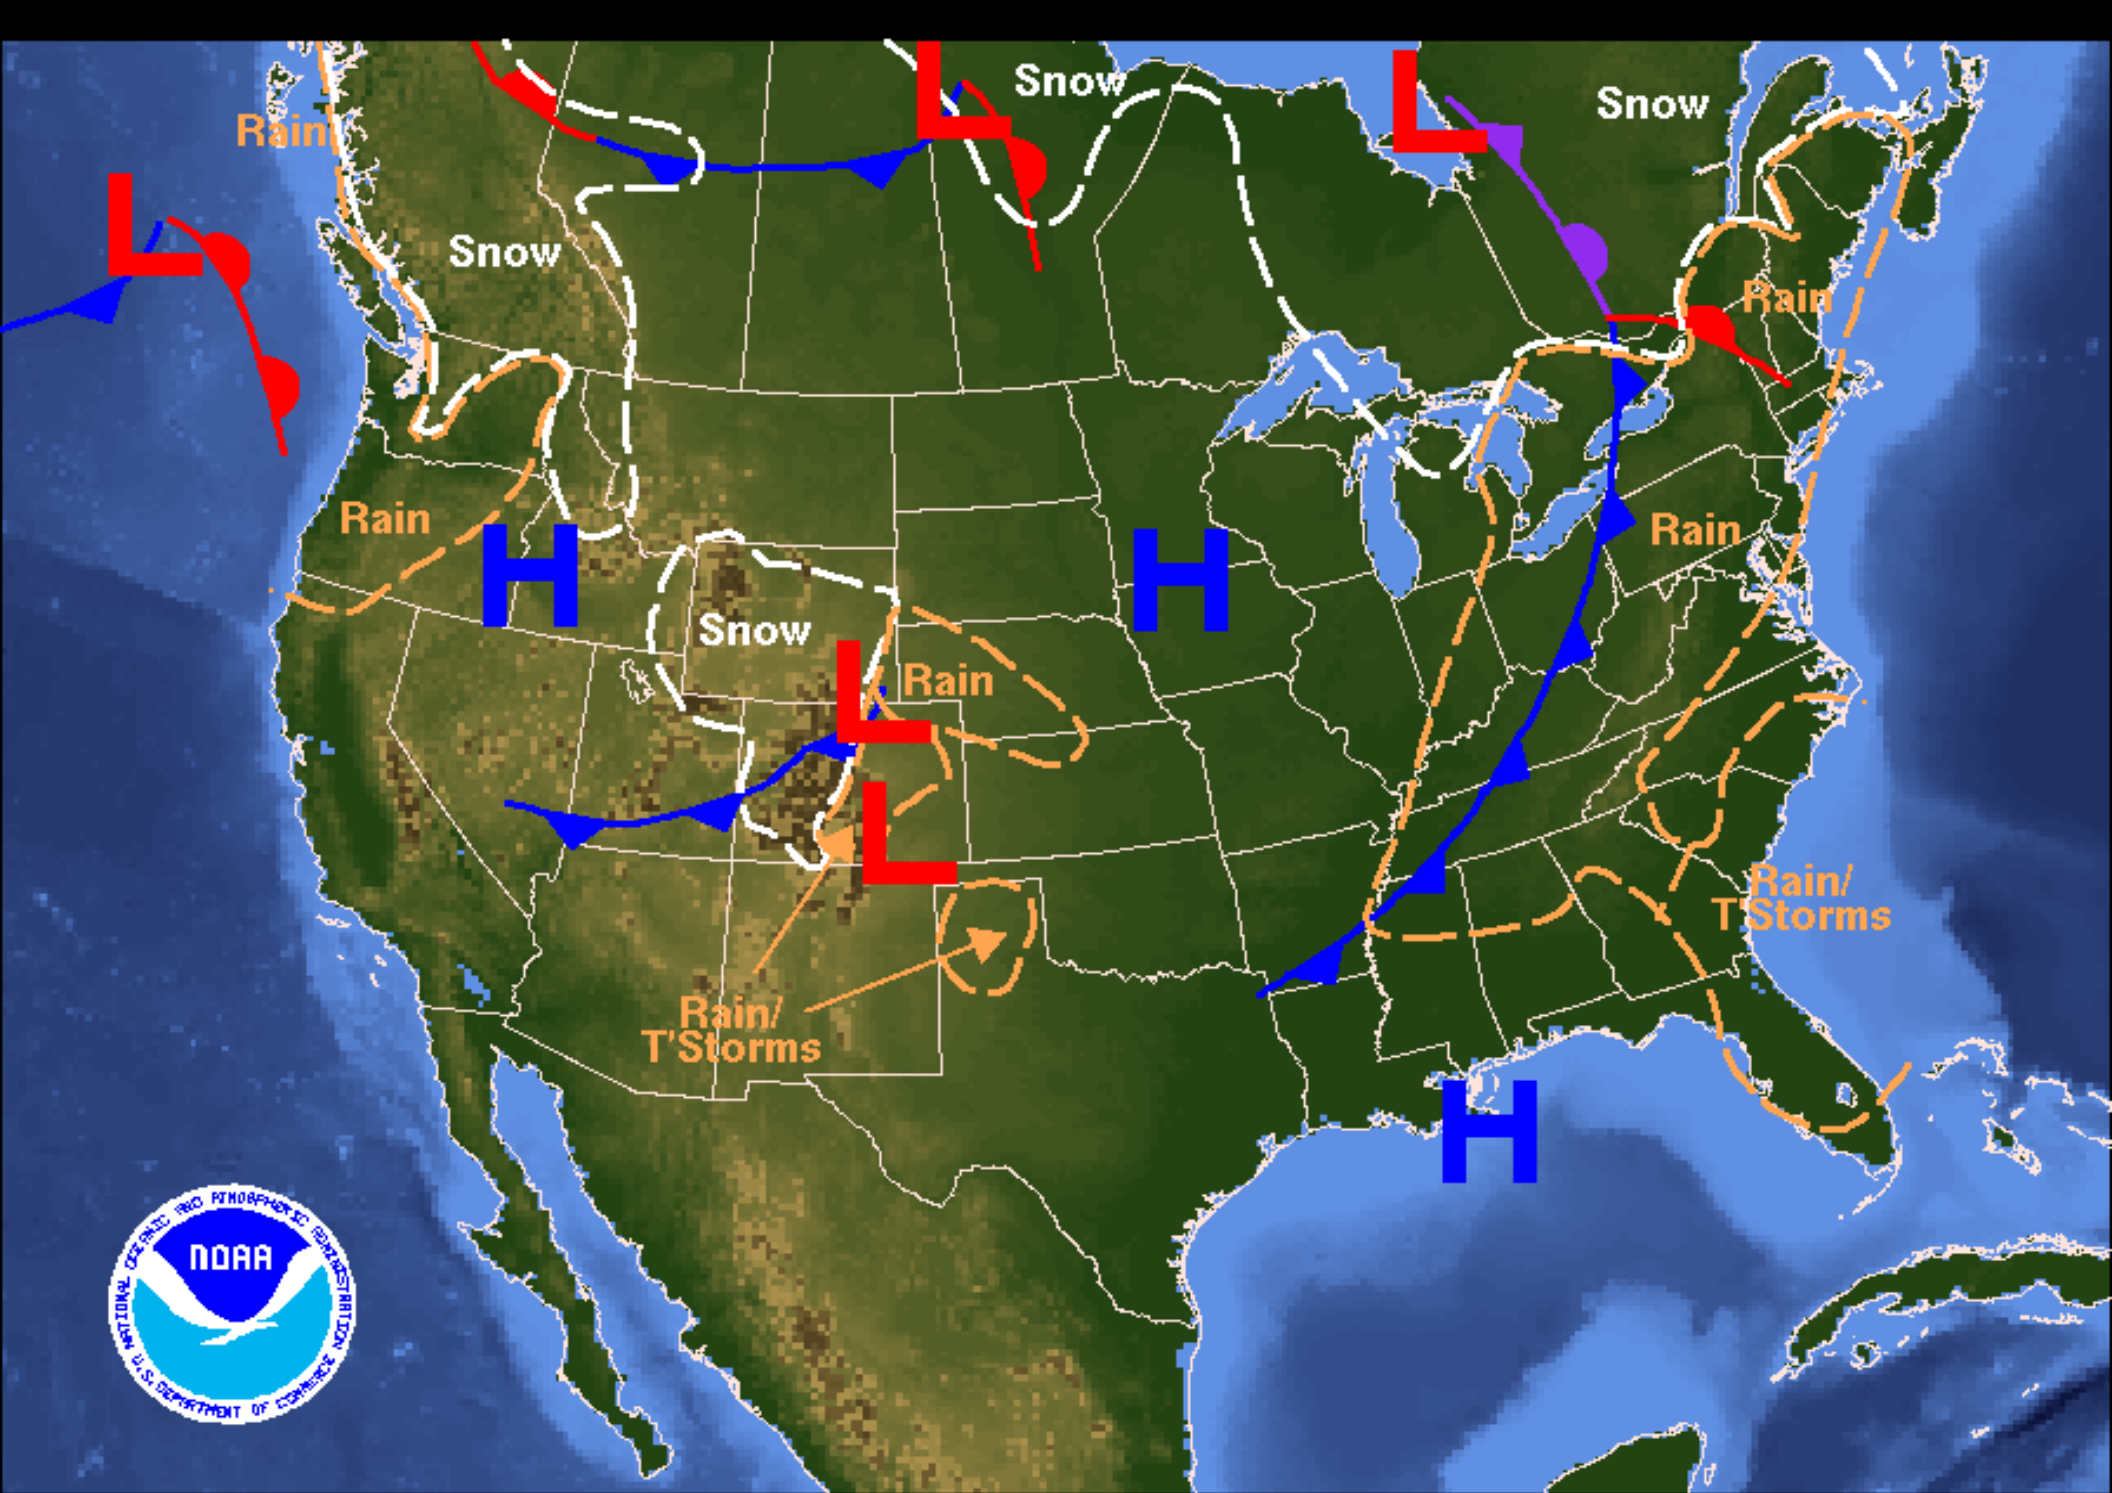 L
Snow
L
Snow
Rain
L
Snow
Rain
Rain
H
H
Rain
Snow
L
Rain
L
Rain/
T'Storms
Rain/
T'Storms
H
NATIONAL OCEANIC AND ATMOSPHERIC ADMINISTRATION
NOAA
U.S. DEPARTMENT OF COMMERCE